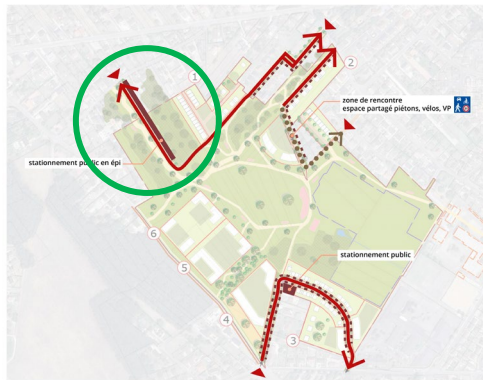 1
2
zone de rencontre
espace partagé piétons, vélos, VP
stationnement public en épi
6
5
stationnement public
4
3